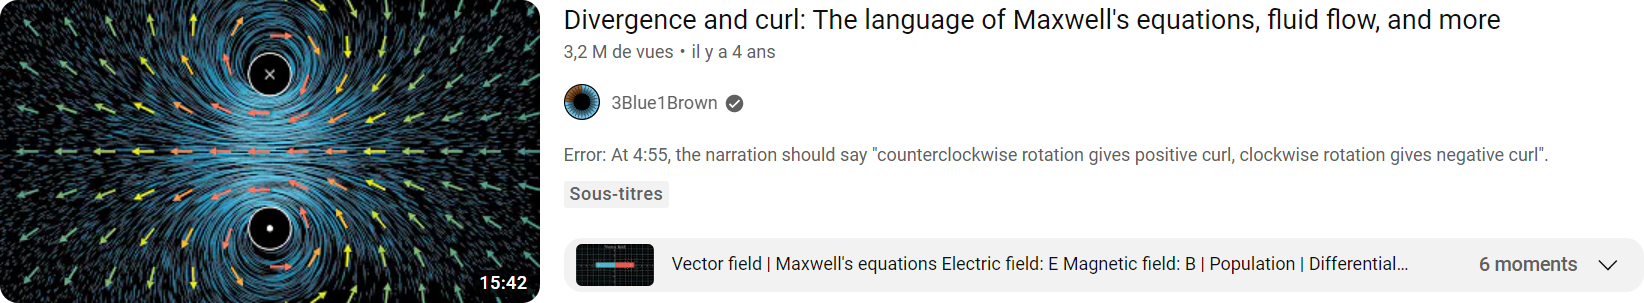 Divergence and curl: The language of Maxwell's equations, fluid flow, and more
3,2 M de vues • il y a 4 ans
3Blue1Brown
Error: At 4:55, the narration should say "counterclockwise rotation gives positive curl, clockwise rotation gives negative curl".
Sous-titres
15:42
Vector field | Maxwell's equations Electric field: E Magnetic field: B | Population | Differential...
6 moments